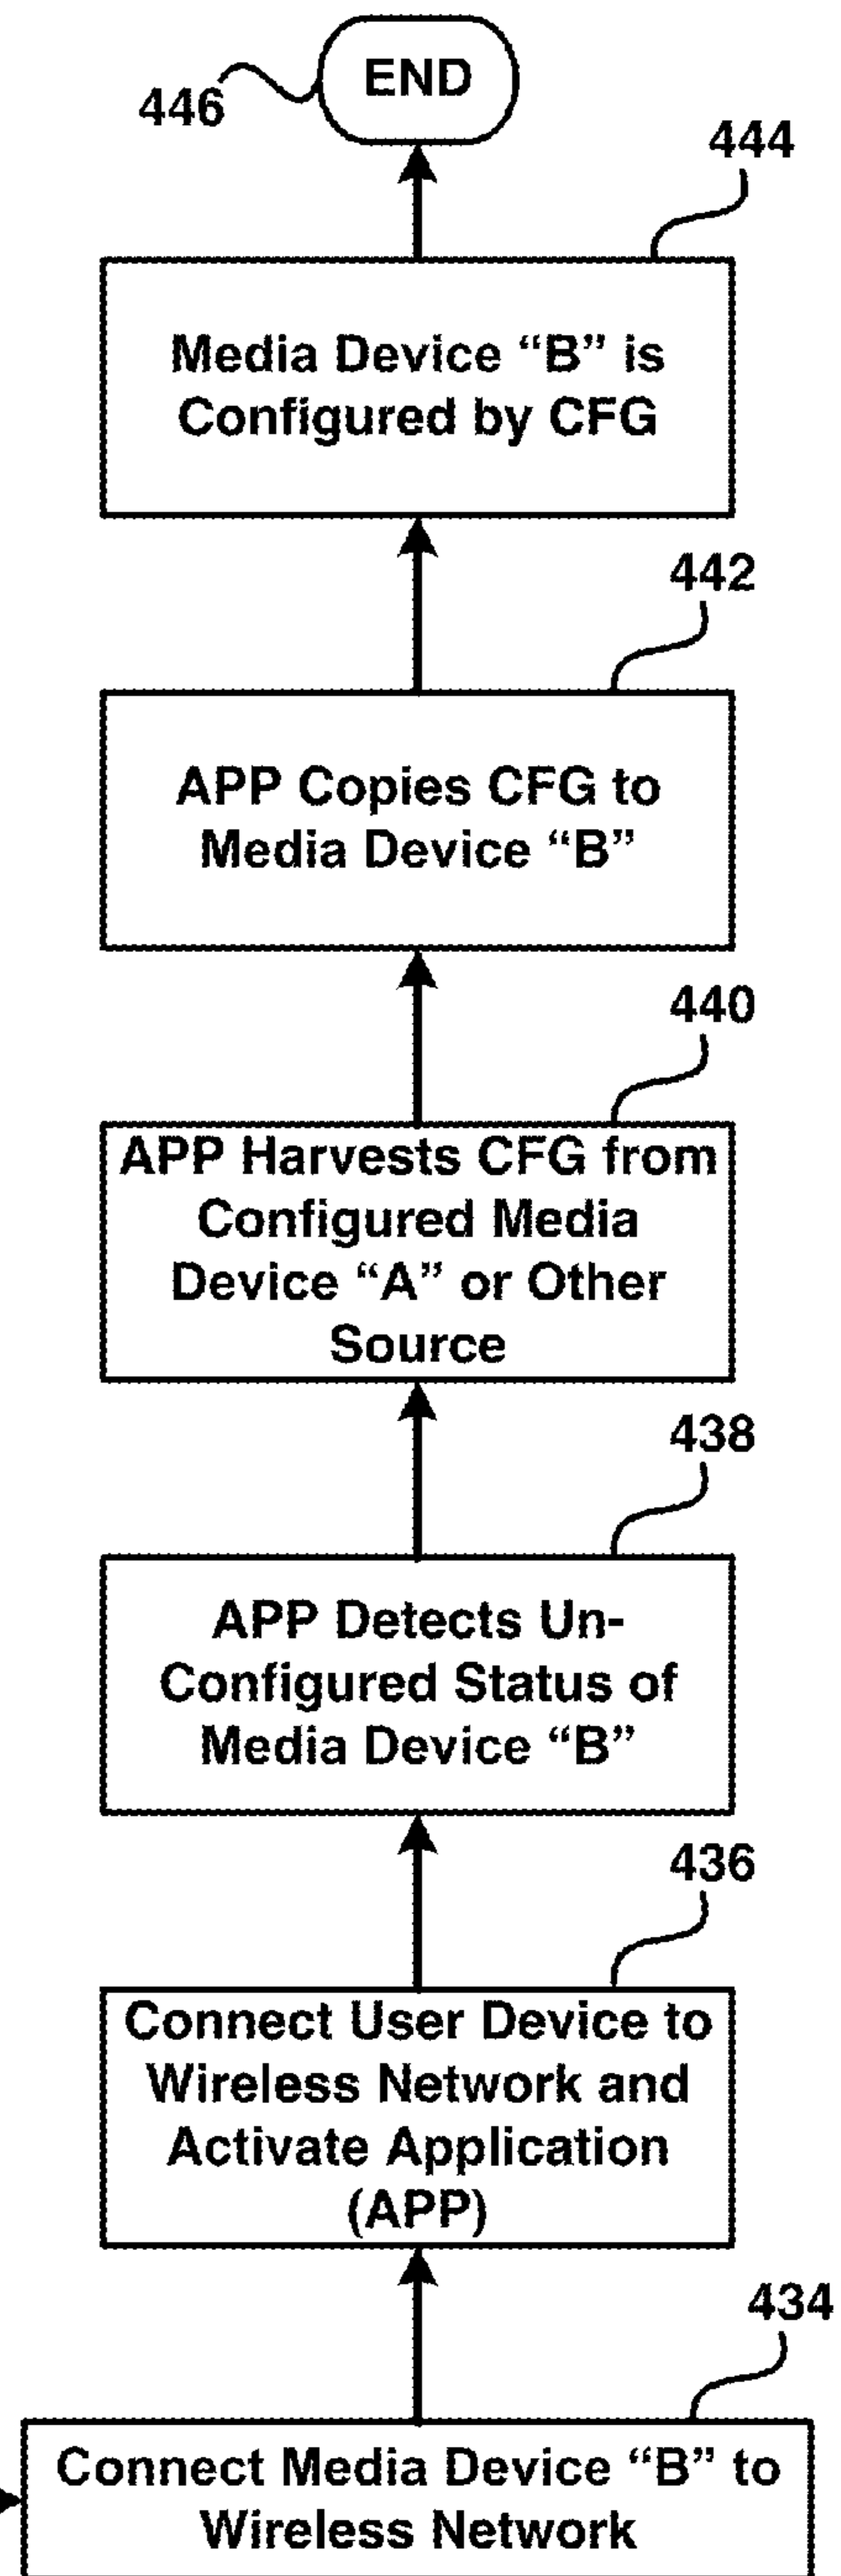 END
446
444
Media Device “B” is
Configured by CFG
442
APP Copies CFG to
Media Device “B”
440
APP Harvests CFG from
Configured Media
Device “A” or Other
Source
438
APP Detects Un-
Configured Status of
Media Device “B”
436
Connect User Device to
Wireless Network and
Activate Application
(APP)
434
Connect Media Device “B” to
Wireless Network